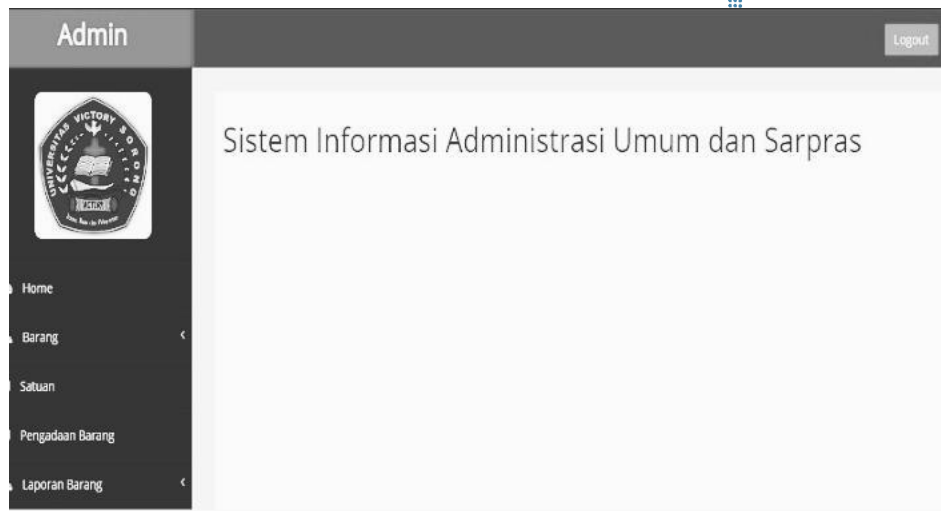 Admin
Logout
UNIVERSITAS VICTORY SORONG
Sistem Informasi Administrasi Umum dan Sarpras
Home
Barang
Satuan
Pengadaan Barang
Laporan Barang